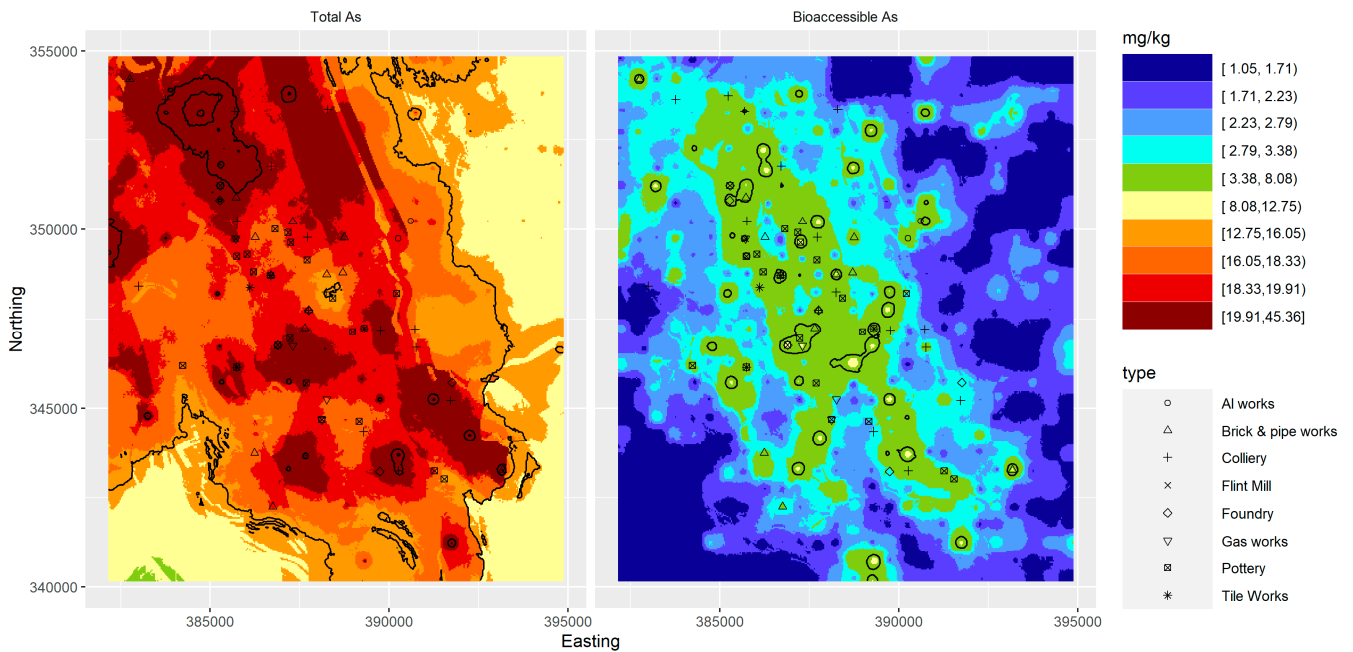 Total As
Bioaccessible As
355000
350000
345000
340000
Northing
385000
390000
395000
385000
390000
395000
Easting
mg/kg
[ 1.05, 1.71)
[ 1.71, 2.23)
[ 2.23, 2.79)
[ 2.79, 3.38)
[ 3.38, 8.08)
[ 8.08,12.75)
[12.75,16.05)
[16.05,18.33)
[18.33,19.91)
[19.91,45.36]
type
Al works
Brick & pipe works
Colliery
Flint Mill
Foundry
Gas works
Pottery
Tile Works